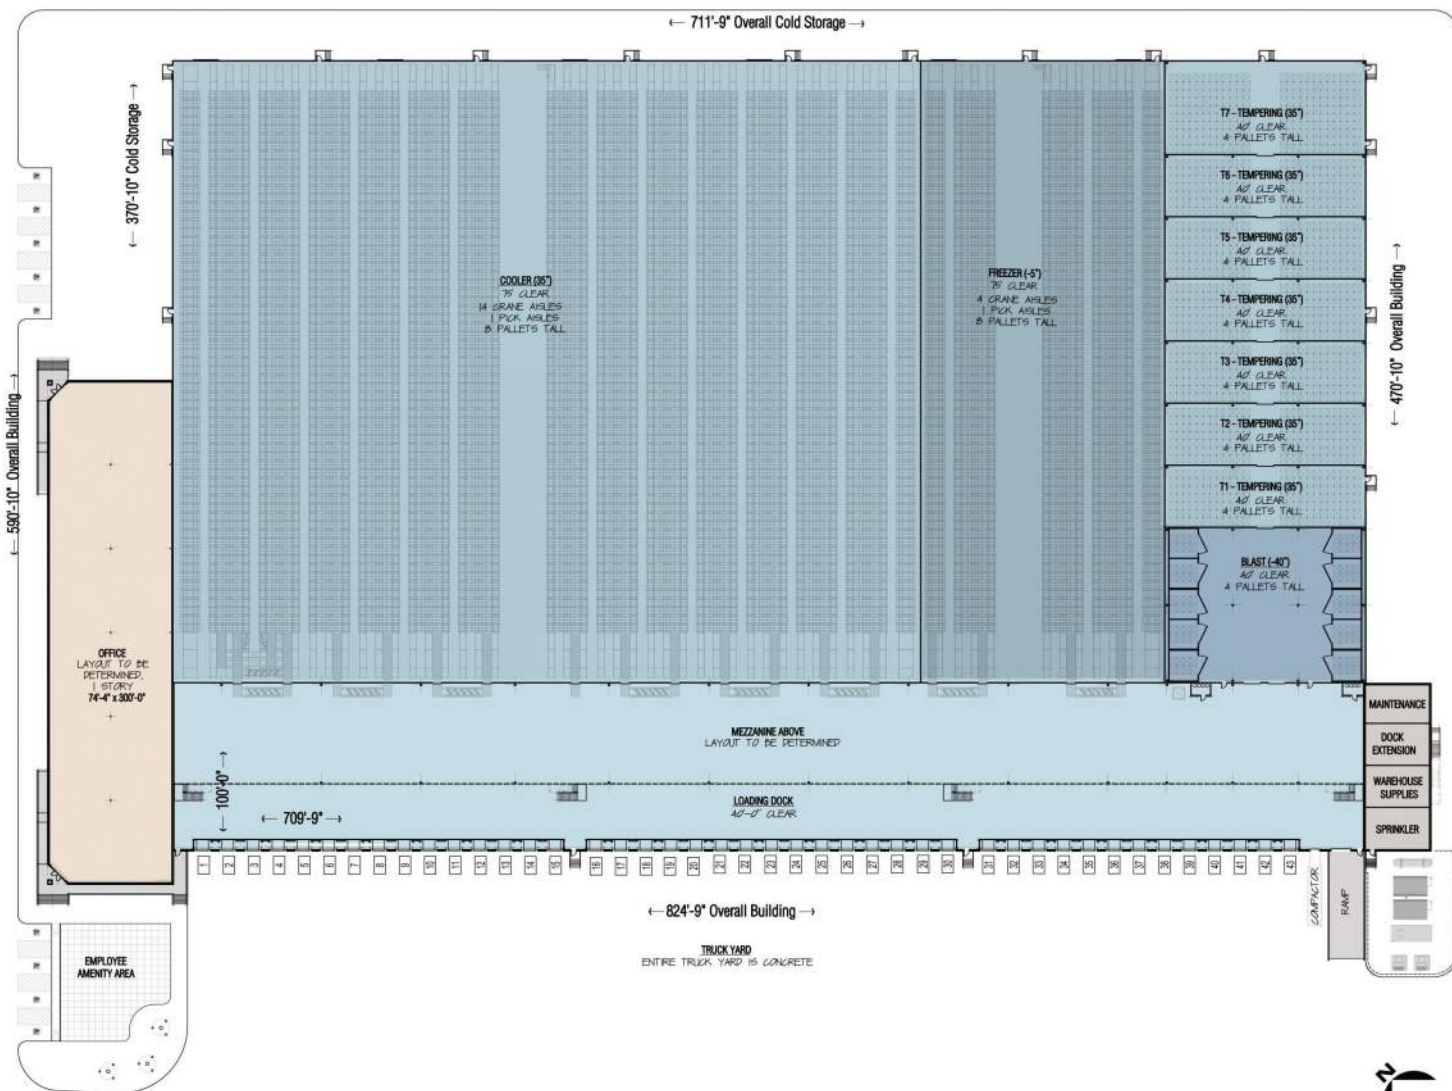 ← 711'-9" Overall Cold Storage →
← 370'-10" Cold Storage →
← 590'-10" Overall Building →
← 470'-10" Overall Building →
COOLER (35°)
75' CLEAR
14 CRANE AISLES
1 PICK AISLES
8 PALLETS TALL
FREEZER (-5°)
75' CLEAR
4 CRANE AISLES
1 PICK AISLES
8 PALLETS TALL
T7 - TEMPERING (35°)
40' CLEAR
4 PALLETS TALL
T6 - TEMPERING (35°)
40' CLEAR
4 PALLETS TALL
T5 - TEMPERING (35°)
40' CLEAR
4 PALLETS TALL
T4 - TEMPERING (35°)
40' CLEAR
4 PALLETS TALL
T3 - TEMPERING (35°)
40' CLEAR
4 PALLETS TALL
T2 - TEMPERING (35°)
40' CLEAR
4 PALLETS TALL
T1 - TEMPERING (35°)
40' CLEAR
4 PALLETS TALL
BLAST (-40°)
40' CLEAR
4 PALLETS TALL
OFFICE
LAYOUT TO BE
DETERMINED,
1 STORY
74'-4" x 300'-0"
MEZZANINE ABOVE
LAYOUT TO BE DETERMINED
MAINTENANCE
DOCK
EXTENSION
WAREHOUSE
SUPPLIES
SPRINKLER
← 100'-0" →
← 709'-9" →
LOADING DOCK
40'-0" CLEAR
1 2 3 4 5 6 7 8 9 10 11 12 13 14 15 16 17 18 19 20 21 22 23 24 25 26 27 28 29 30 31 32 33 34 35 36 37 38 39 40 41 42 43
COMPACTOR
RAMP
← 824'-9" Overall Building →
TRUCK YARD
ENTIRE TRUCK YARD IS CONCRETE
EMPLOYEE
AMENITY AREA
N